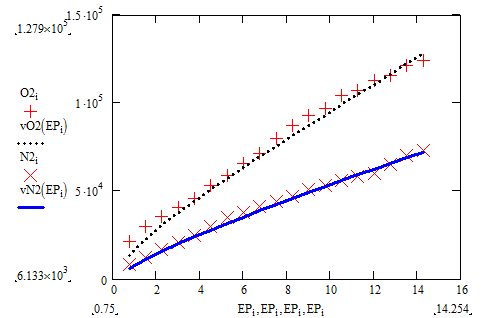 1.5·10⁵
1.279×10⁵
O2ᵢ
1·10⁵
vO2(EPᵢ)
N2ᵢ
vN2(EPᵢ)
5·10⁴
6.133×10³
0
0 2 4 6 8 10 12 14 16
0.75 EPᵢ,EPᵢ,EPᵢ,EPᵢ 14.254